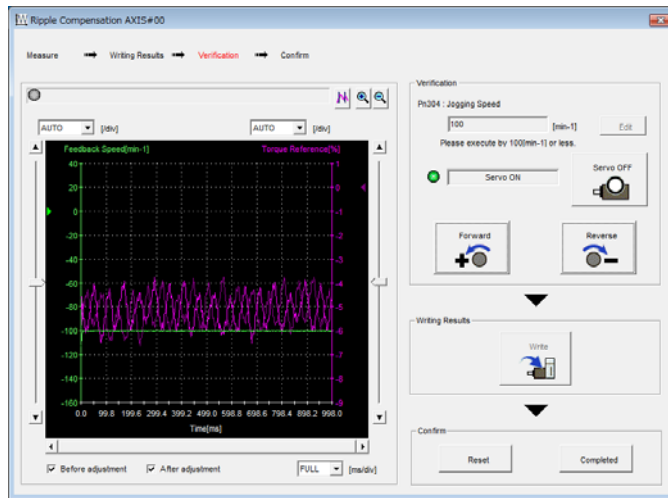 Ripple Compensation AXIS#00
Measure Writing Results Verification Confirm
AUTO [/div] AUTO [/div]
Feedback Speed[min-1] Torque Reference[%]
40 1
20 0
0 -1
-20 -2
-40 -3
-60 -4
-80 -5
-100 -6
-120 -7
-140 -8
-160 -9
0.0 99.8 199.6 299.4 399.2 499.0 598.8 698.6 798.4 898.2 998.0
Time[ms]
Before adjustment After adjustment FULL [ms/div]
Verification
Pn304 : Jogging Speed
100 [min-1] Edit
Please execute by 100[min-1] or less.
Servo ON
Servo OFF
Forward Reverse
Writing Results
Write
Confirm
Reset Completed